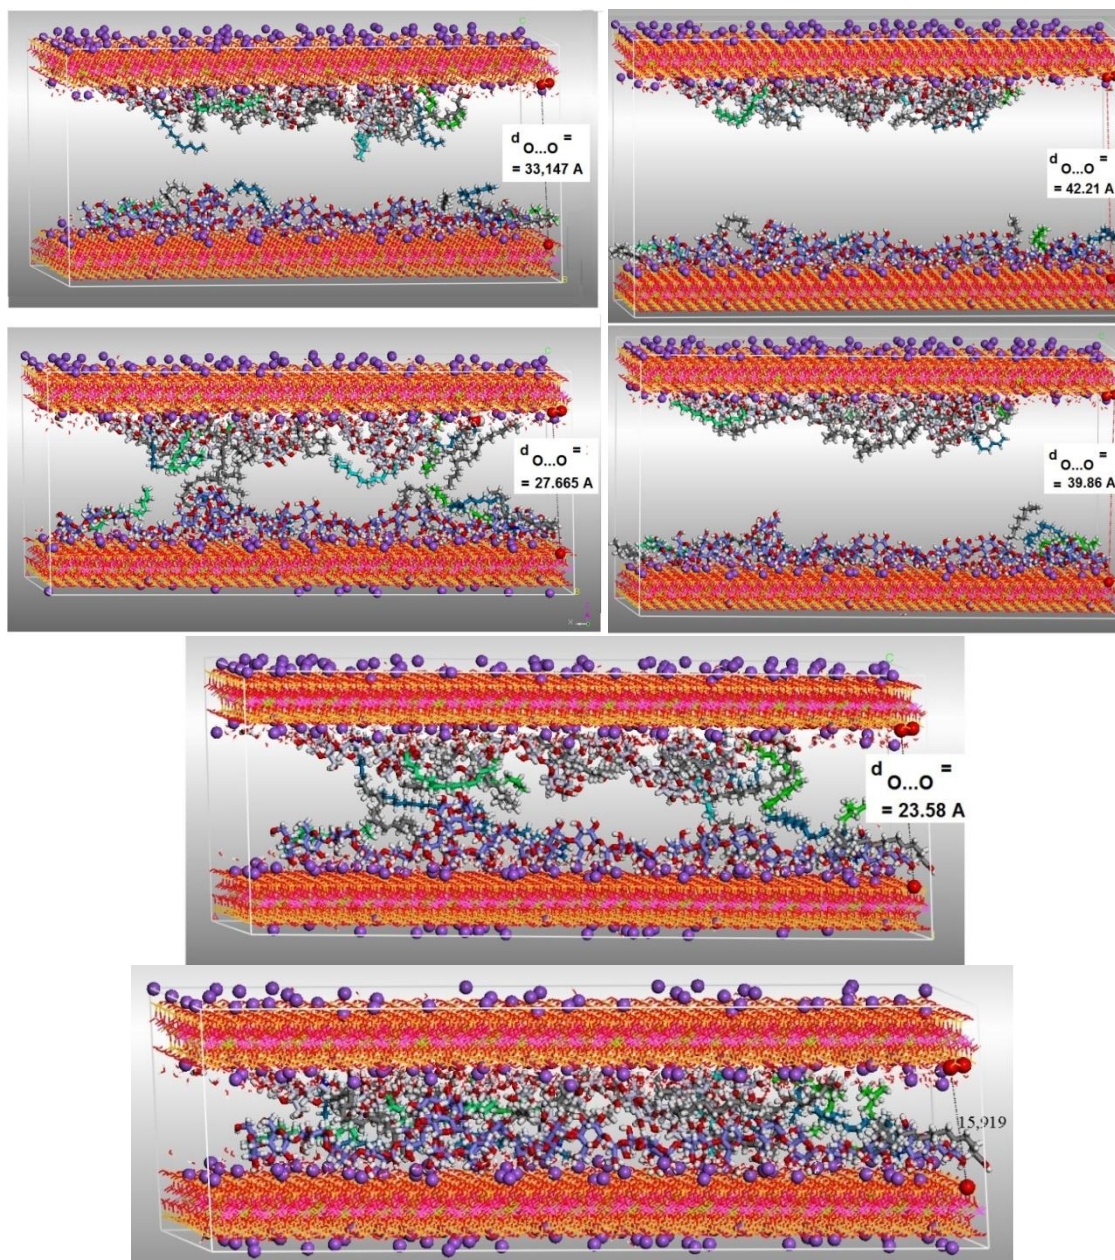 C
d O...O =
= 33,147 A
B
d O...O =
= 42.21 A
C
d O...O =
= 27.665 A
B
d O...O =
= 39.86 A
C
d O...O =
= 23.58 A
15,919